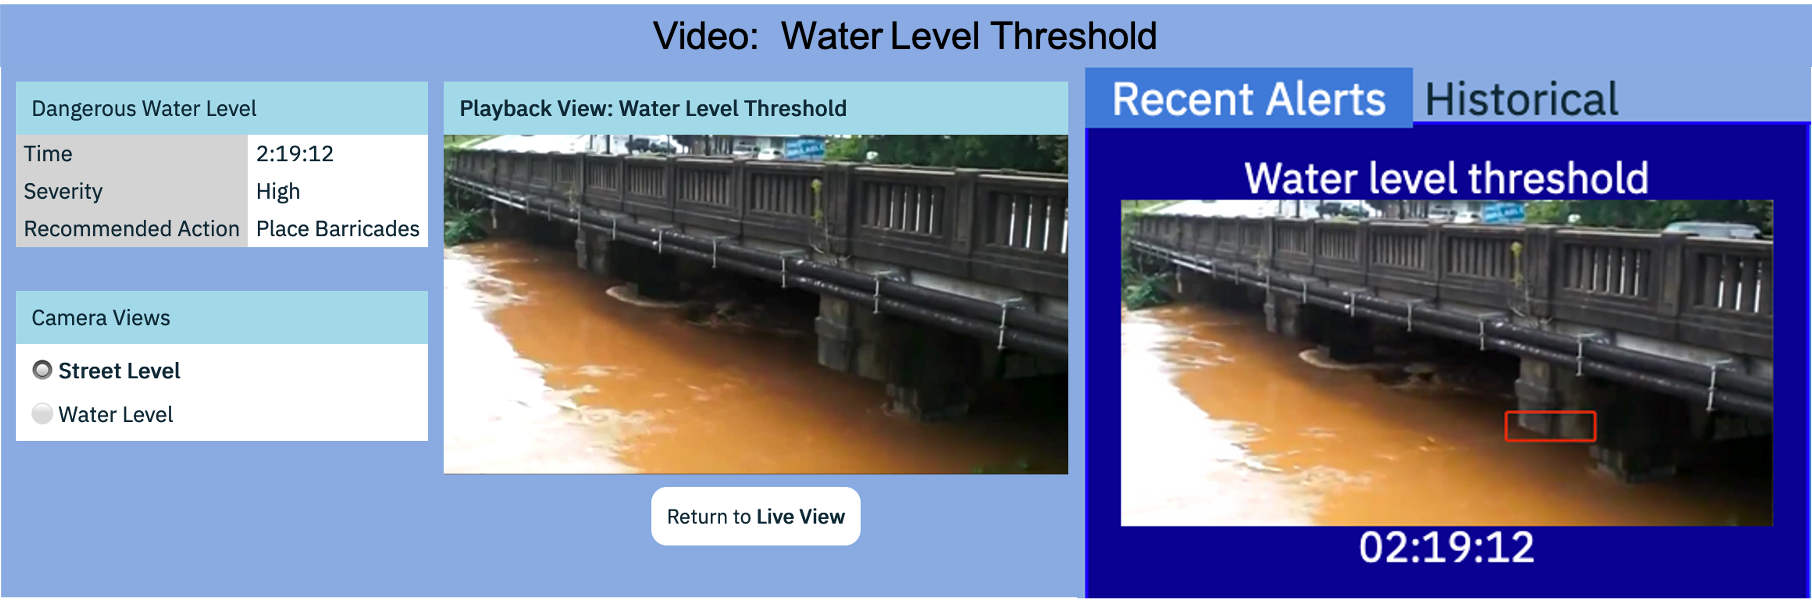 Video: Water Level Threshold
Dangerous Water Level
Time 2:19:12
Severity High
Recommended Action Place Barricades
Camera Views
Street Level
Water Level
Playback View: Water Level Threshold
Return to Live View
Recent Alerts Historical
Water level threshold
02:19:12